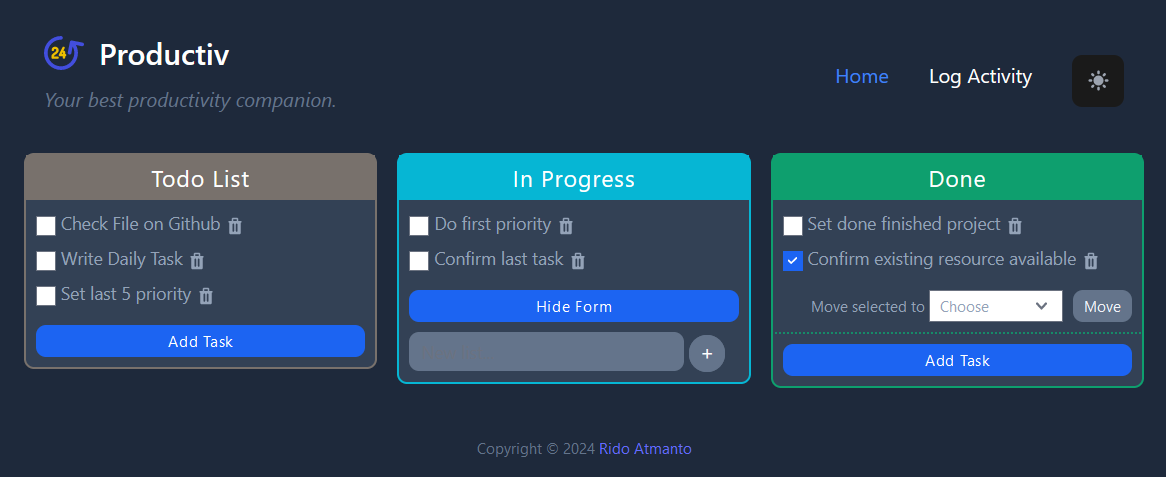 24 Productiv
Your best productivity companion.
Home
Log Activity
Todo List
Check File on Github
Write Daily Task
Set last 5 priority
Add Task
In Progress
Do first priority
Confirm last task
Hide Form
+
Done
Set done finished project
Confirm existing resource available
Move selected to Choose Move
Add Task
Copyright © 2024 Rido Atmanto